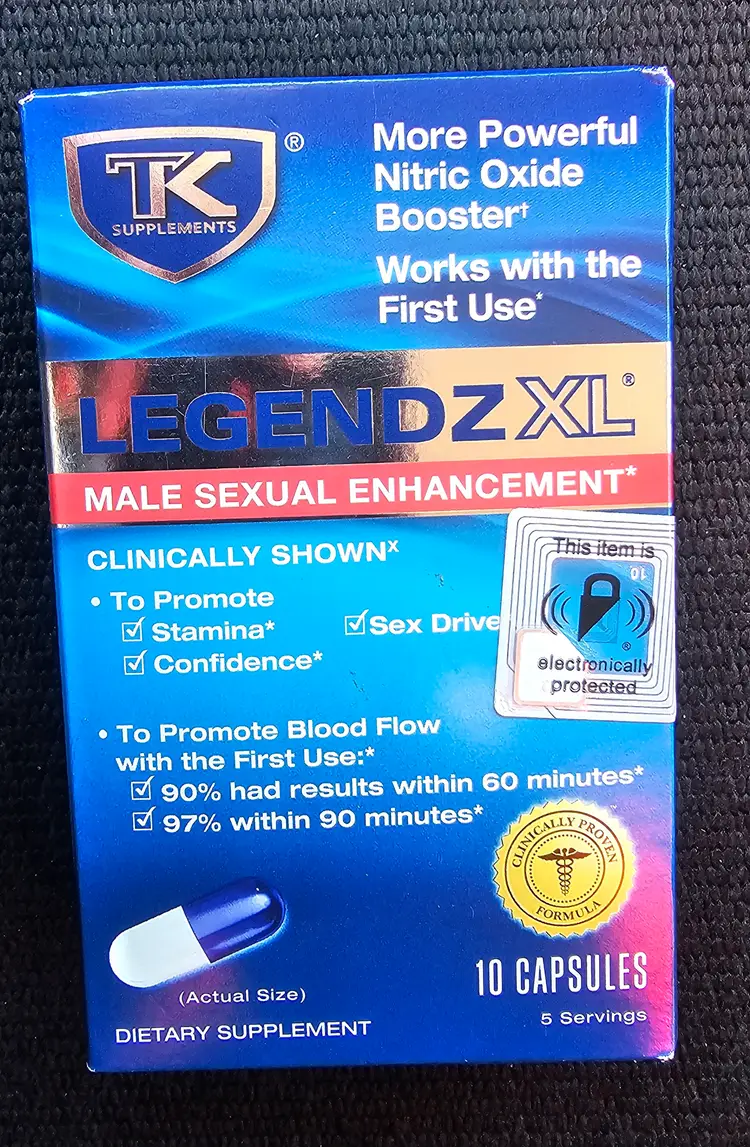 TK
SUPPLEMENTS
®
More Powerful
Nitric Oxide
Booster†
Works with the
First Use*
LEGENDZ XL®
MALE SEXUAL ENHANCEMENT*
CLINICALLY SHOWNˣ
• To Promote
Stamina*
Sex Drive
Confidence*
This item is
10
®
electronically
protected
• To Promote Blood Flow
with the First Use:*
90% had results within 60 minutes*
97% within 90 minutes*
CLINICALLY PROVEN
FORMULA
™
(Actual Size)
DIETARY SUPPLEMENT
10 CAPSULES
5 Servings